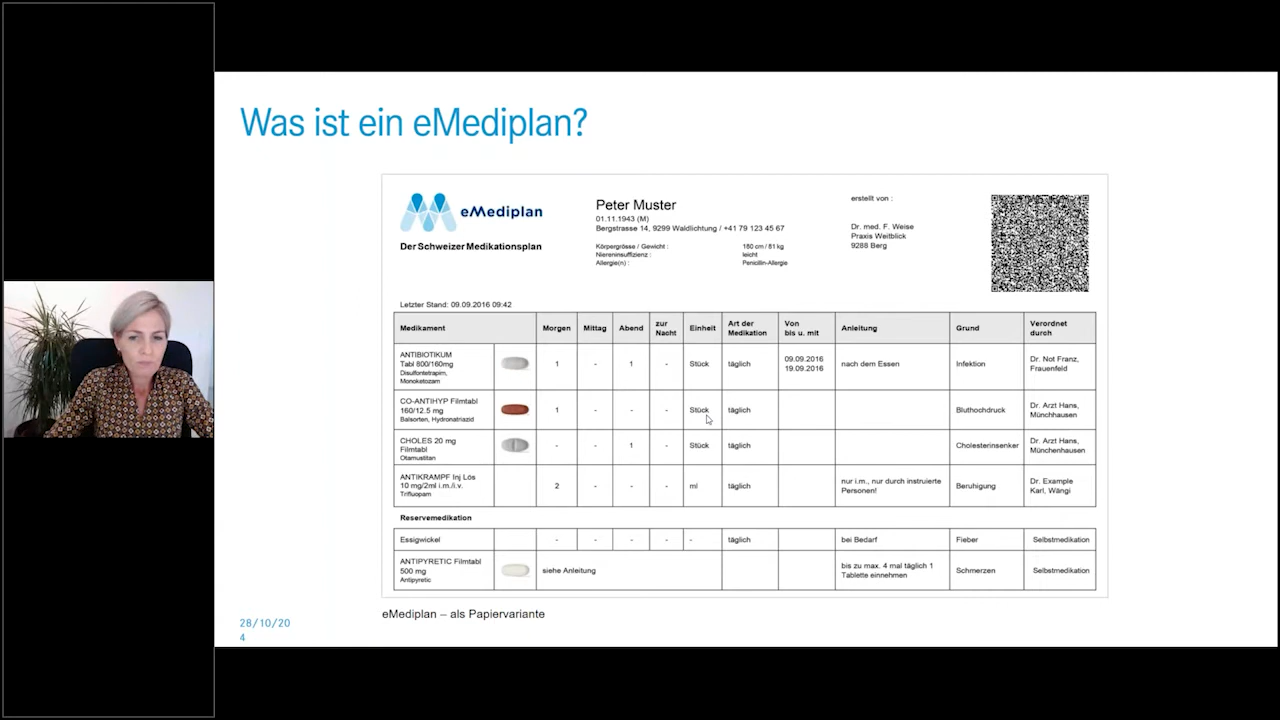 Was ist ein eMediplan?
eMediplan
Der Schweizer Medikationsplan
Peter Muster
01.11.1943 (M)
Bergstrasse 14, 9299 Waldlichtung / +41 79 123 45 67
Körpergrösse / Gewicht : 180 cm / 81 kg
Niereninsuffizienz : leicht
Allergie(n) : Penicillin-Allergie
erstellt von :
Dr. med. F. Weise
Praxis Weitblick
9288 Berg
Letzter Stand: 09.09.2016 09:42
Medikament Morgen Mittag Abend zur Nacht Einheit Art der Medikation Von bis u. mit Anleitung Grund Verordnet durch
ANTIBIOTIKUM
Tabl 800/160mg
Disulfontetrapim,
Monoketozam
1 - 1 - Stück täglich 09.09.2016 19.09.2016 nach dem Essen Infektion Dr. Not Franz, Frauenfeld
CO-ANTIHYP Filmtabl
160/12.5 mg
Balsorten, Hydronatriazid
1 - - - Stück täglich Bluthochdruck Dr. Arzt Hans, Münchhausen
CHOLES 20 mg
Filmtabl
Otamustitan
- - 1 - Stück täglich Cholesterinsenker Dr. Arzt Hans, Münchenhausen
ANTIKRAMPF Inj Lös
10 mg/2ml i.m./i.v.
Trifluopam
2 - - - ml täglich nur i.m., nur durch instruierte Personen! Beruhigung Dr. Example Karl, Wängi
Reservemedikation
Essigwickel - - - - - täglich bei Bedarf Fieber Selbstmedikation
ANTIPYRETIC Filmtabl
500 mg
Antipyretic
siehe Anleitung bis zu max. 4 mal täglich 1 Tablette einnehmen Schmerzen Selbstmedikation
eMediplan – als Papiervariante
28/10/20
4